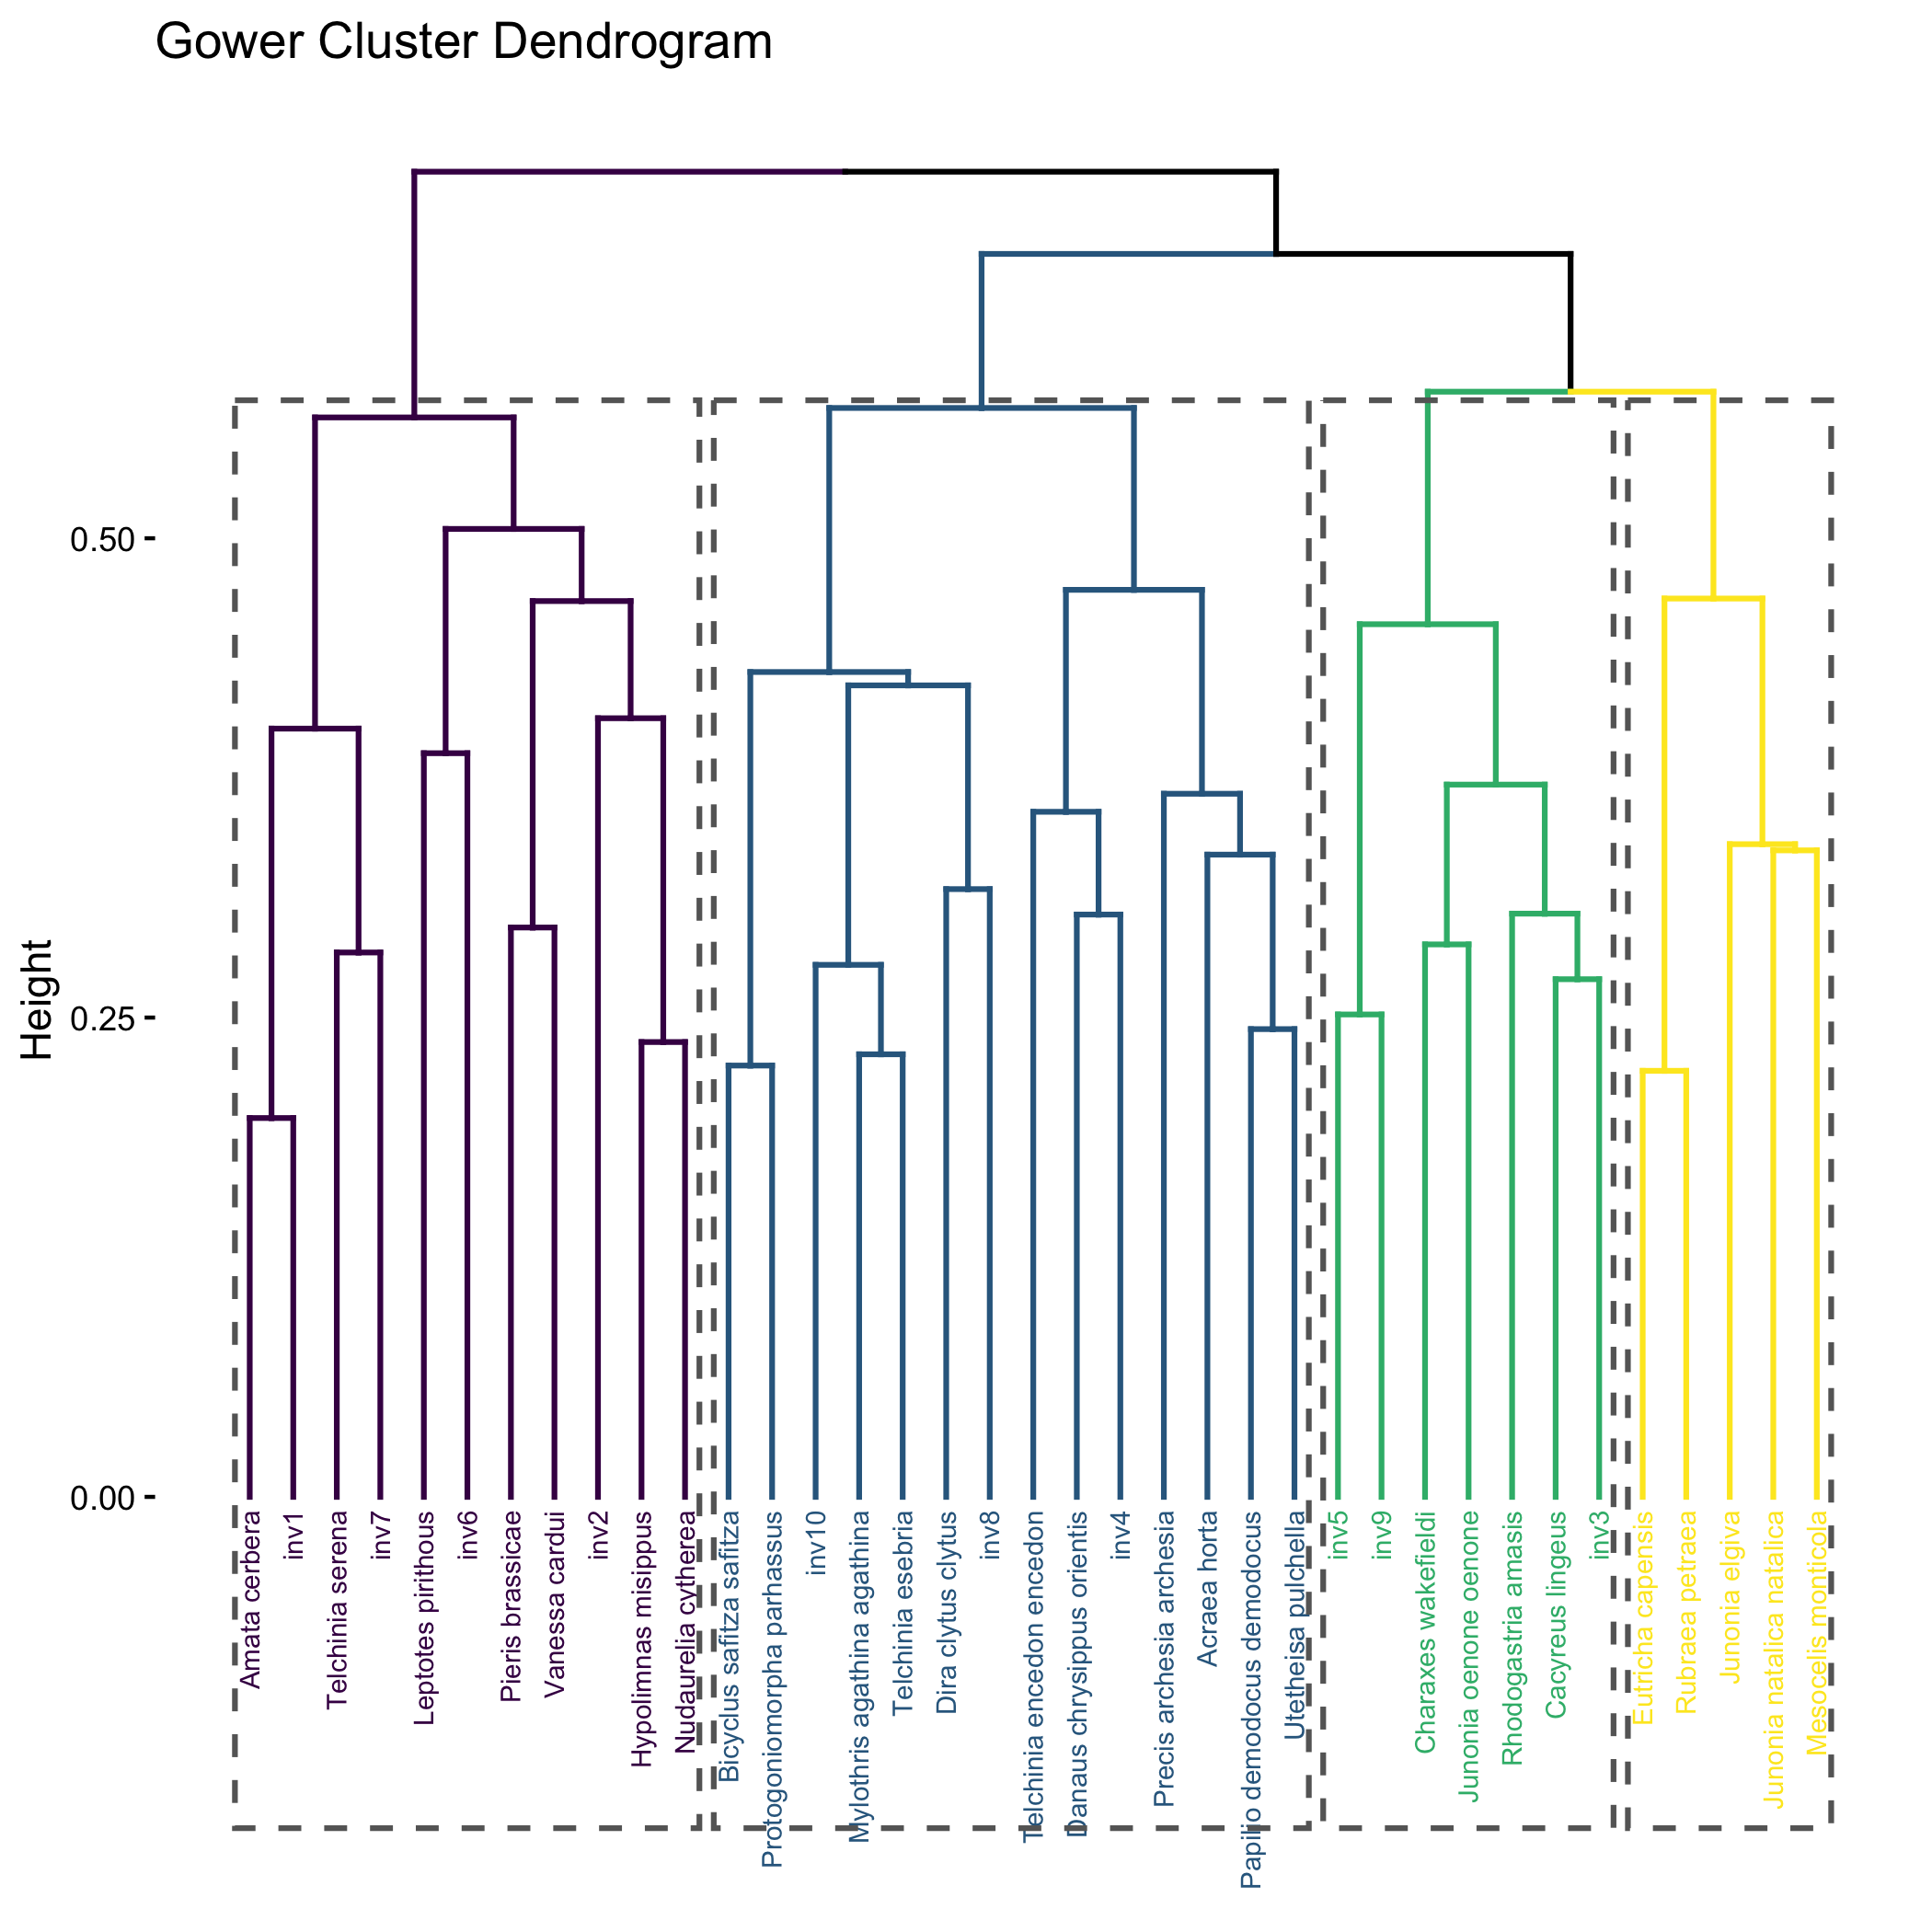 Gower Cluster Dendrogram
Height
0.50
0.25
0.00
Amata cerbera
inv1
Telchinia serena
inv7
Leptotes pirithous
inv6
Pieris brassicae
Vanessa cardui
inv2
Hypolimnas misippus
Nudaurelia cytherea
Bicyclus safitza safitza
Protogoniomorpha parhassus
inv10
Mylothris agathina agathina
Telchinia esebria
Dira clytus clytus
inv8
Telchinia encedon encedon
Danaus chrysippus orientis
inv4
Precis archesia archesia
Acraea horta
Papilio demodocus demodocus
Utetheisa pulchella
inv5
inv9
Charaxes wakefieldi
Junonia oenone oenone
Rhodogastria amasis
Cacyreus lingeus
inv3
Eutricha capensis
Rubraea petraea
Junonia elgiva
Junonia natalica natalica
Mesocelis monticola